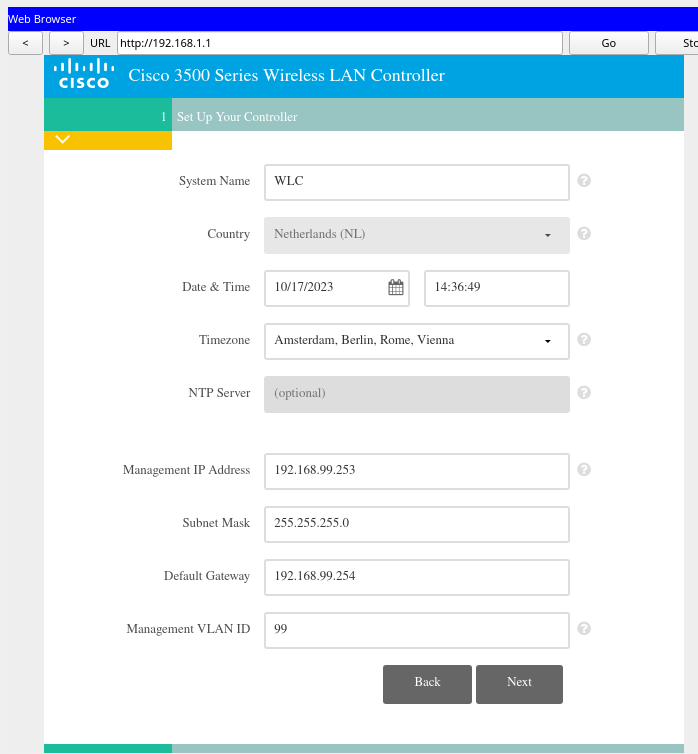 Web Browser
< > URL http://192.168.1.1 Go Sto
CISCO Cisco 3500 Series Wireless LAN Controller
1 Set Up Your Controller
System Name WLC ?
Country Netherlands (NL) ?
Date & Time 10/17/2023 14:36:49
Timezone Amsterdam, Berlin, Rome, Vienna ?
NTP Server (optional) ?
Management IP Address 192.168.99.253 ?
Subnet Mask 255.255.255.0
Default Gateway 192.168.99.254
Management VLAN ID 99 ?
Back Next